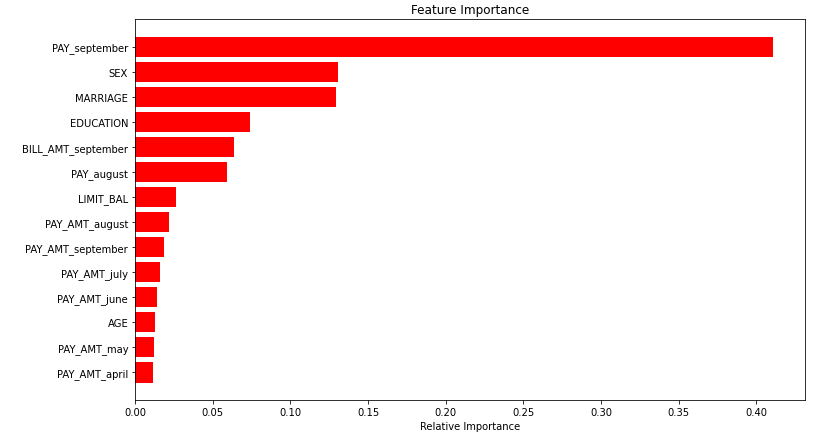 Feature Importance
PAY_september
SEX
MARRIAGE
EDUCATION
BILL_AMT_september
PAY_august
LIMIT_BAL
PAY_AMT_august
PAY_AMT_september
PAY_AMT_july
PAY_AMT_june
AGE
PAY_AMT_may
PAY_AMT_april
0.00 0.05 0.10 0.15 0.20 0.25 0.30 0.35 0.40
Relative Importance